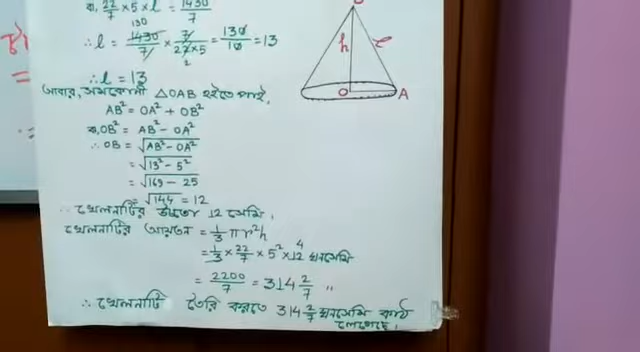 বা, 22/7 × 5 × l = 1430/7
∴ l = 1430/7 × 7/22×5 = 130/10 = 13
∴ l = 13
আবার, সমকোণী △OAB হইতে পাই,
AB² = OA² + OB²
বা, OB² = AB² - OA²
∴ OB = √AB² - OA²
= √13² - 5²
= √169 - 25
= √144 = 12
∴ খেলনাটির উচ্চতা 12 সেমি।
খেলনাটির আয়তন = 1/3 πr²h
= 1/3 × 22/7 × 5² × 12 ঘনসেমি
= 2200/7 = 314 2/7 "
∴ খেলনাটি তৈরি করতে 314 2/7 ঘনসেমি কাঠ
লেগেছে।
h
l
O
A